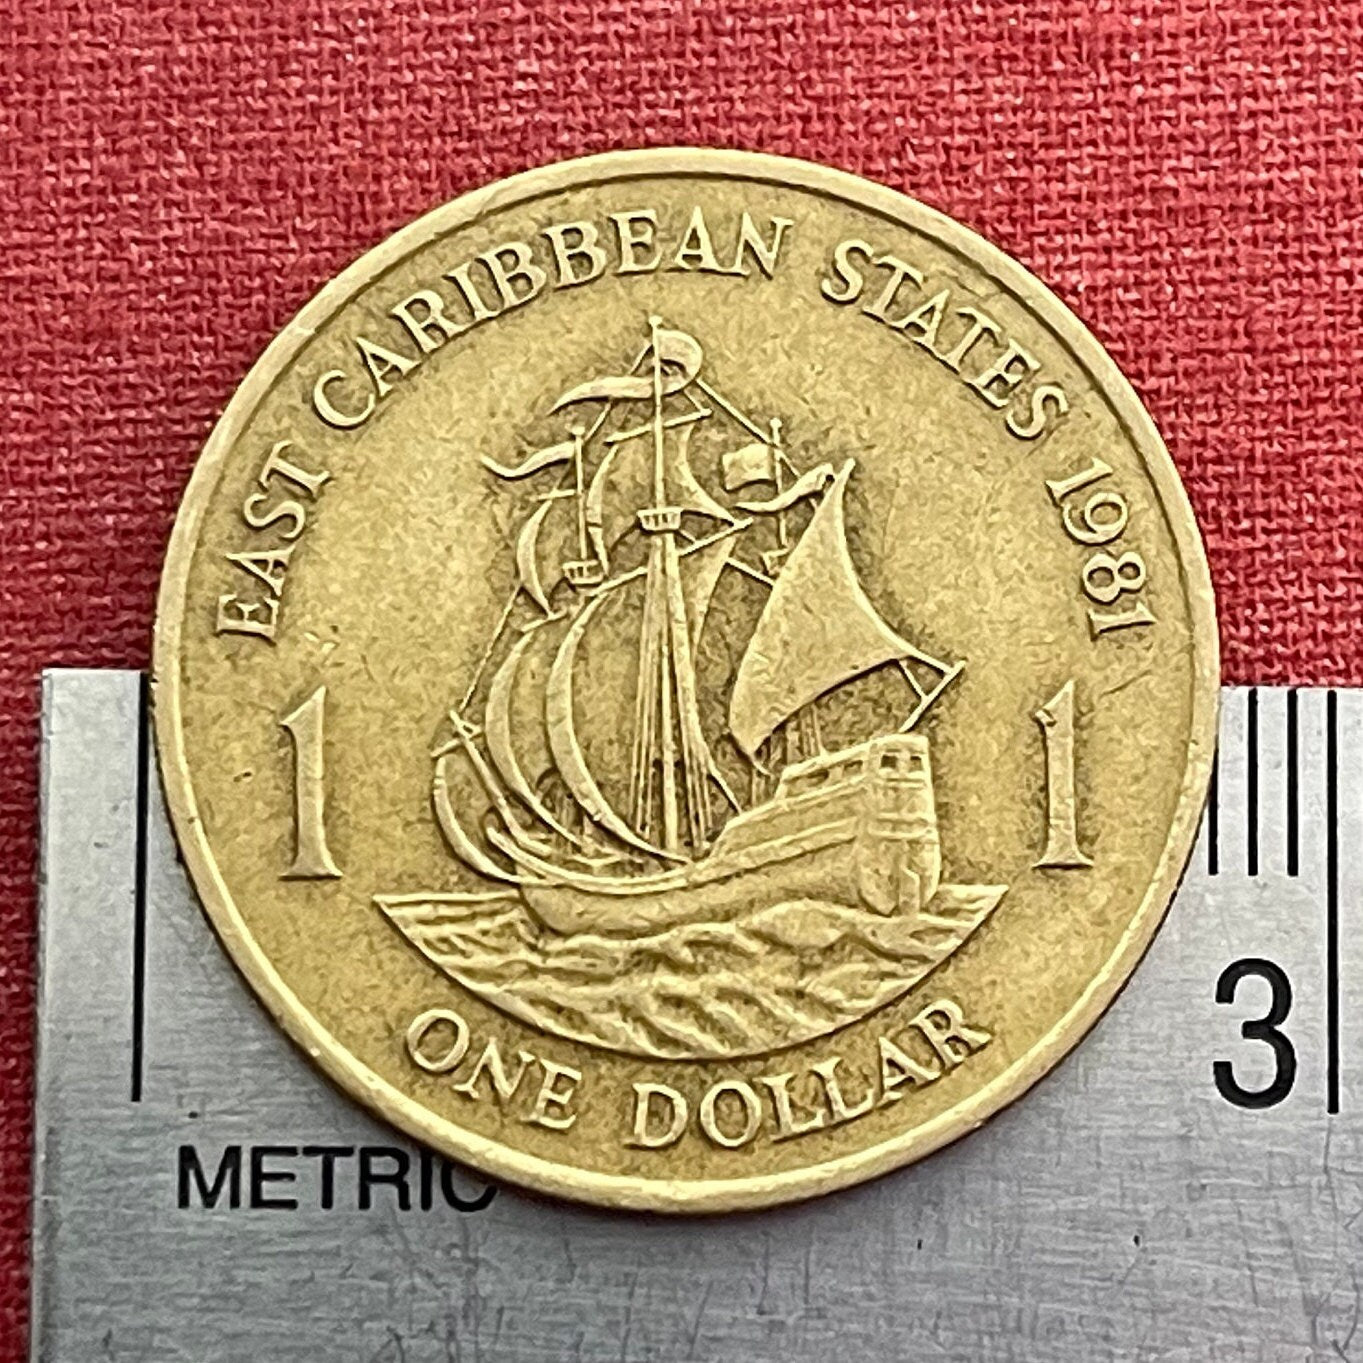 EAST CARIBBEAN STATES 1981
1 1
ONE DOLLAR
3
METRIC